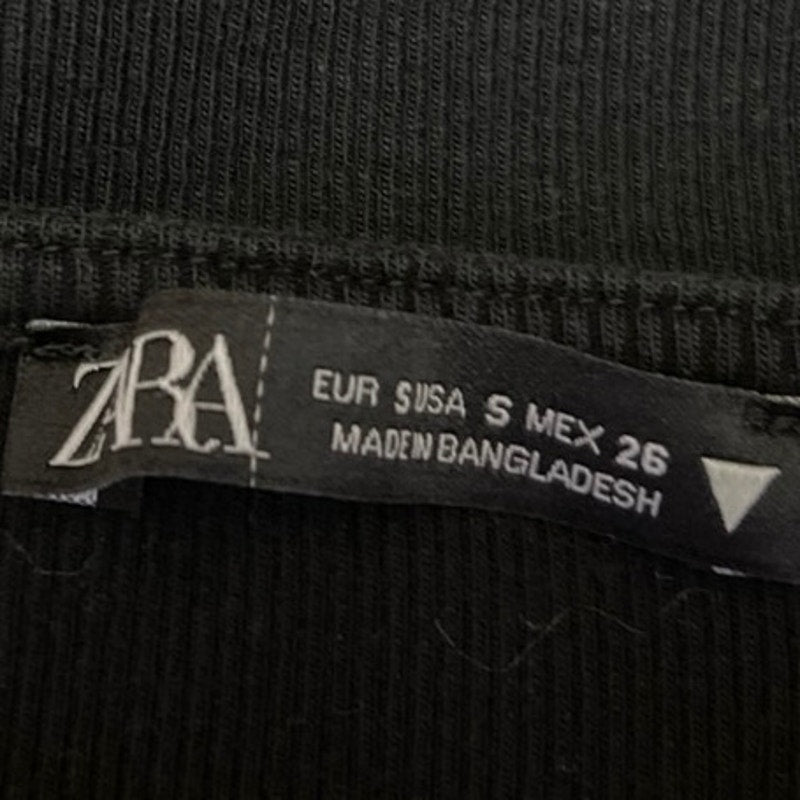 ZARA
EUR S USA S MEX 26
MADE IN BANGLADESH